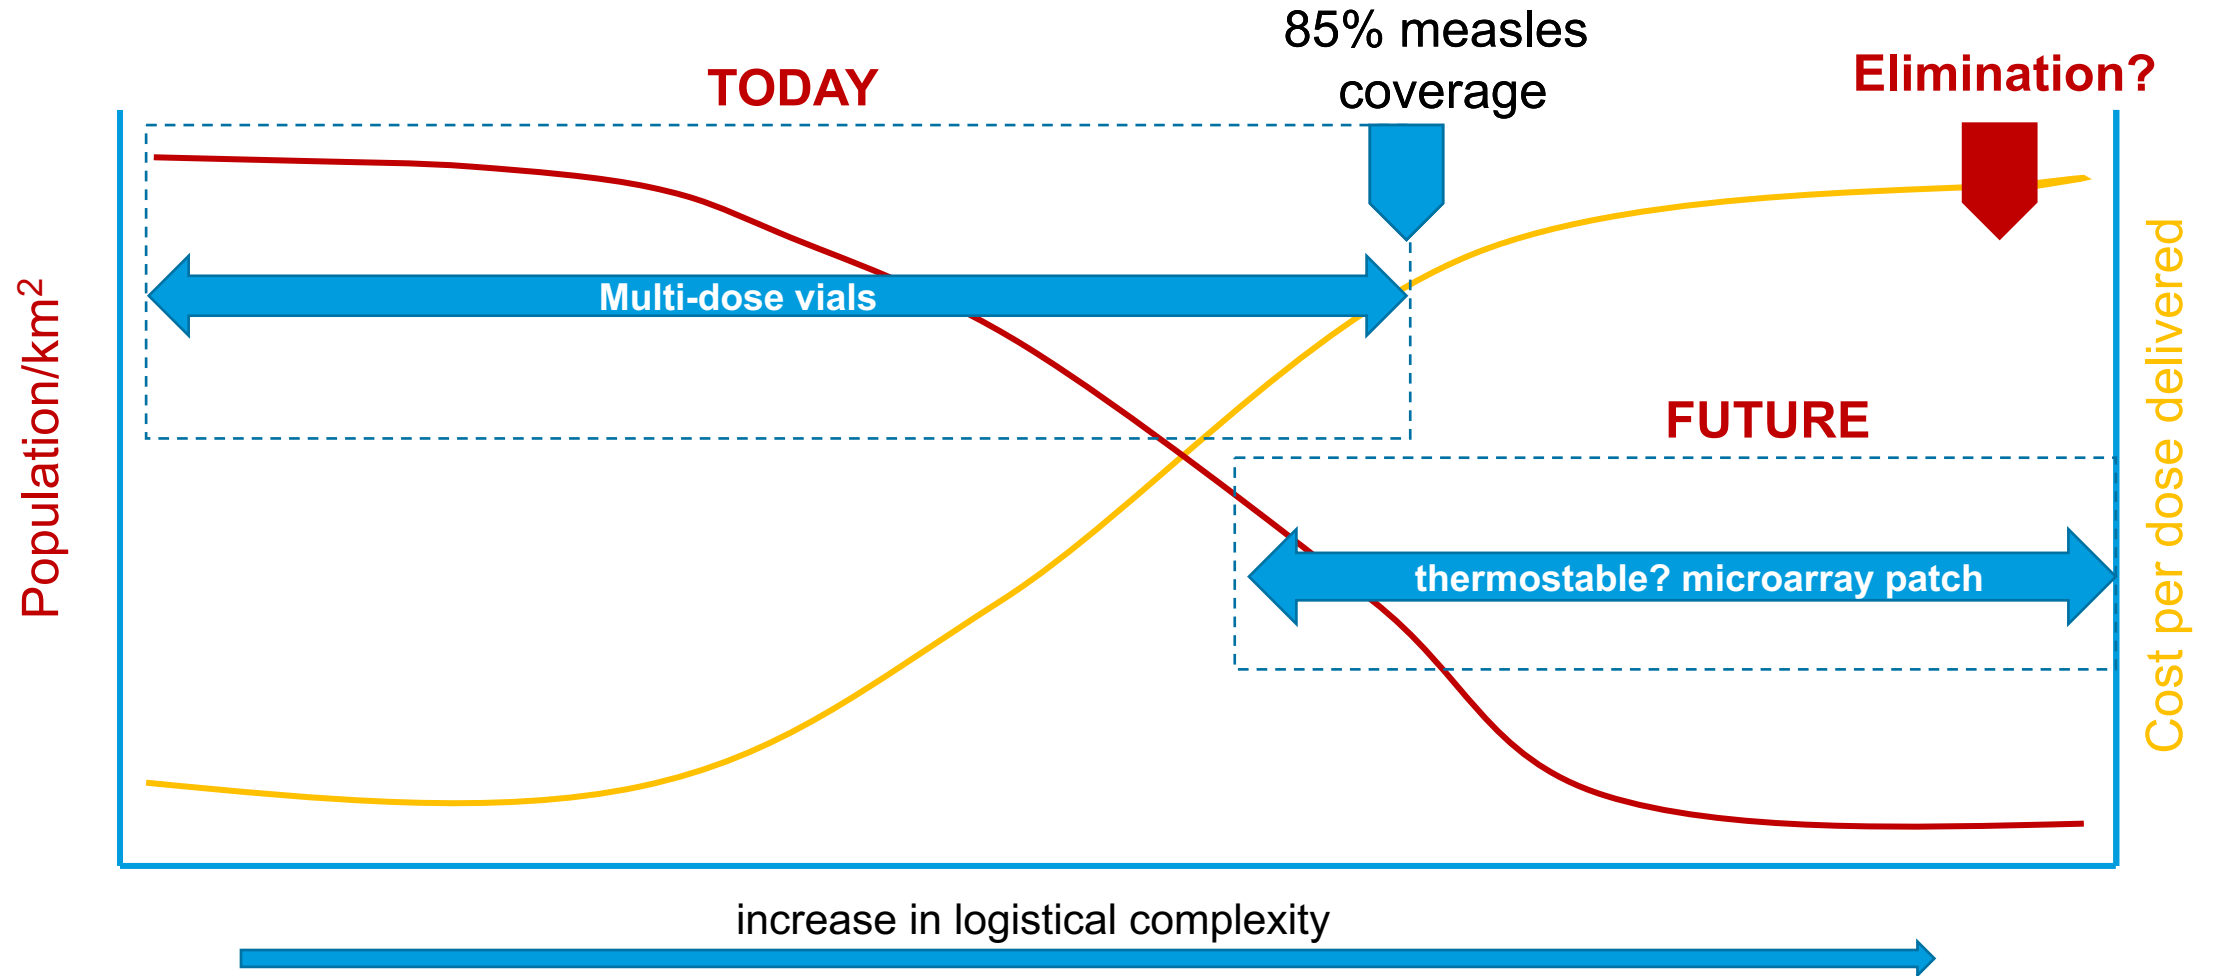 85% measles
coverage
TODAY
Elimination?
Multi-dose vials
Population/km²
Cost per dose delivered
FUTURE
thermostable? microarray patch
increase in logistical complexity